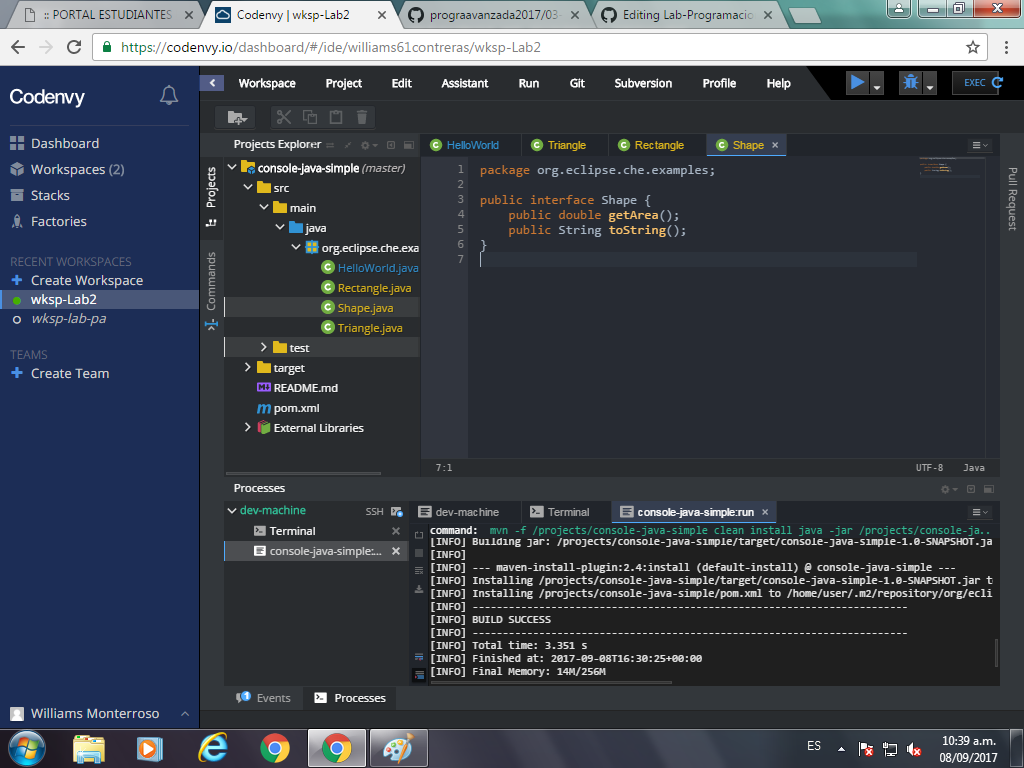 :: PORTAL ESTUDIANTES
Codenvy | wksp-Lab2
prograavanzada2017/03-
Editing Lab-Programacio
https://codenvy.io/dashboard/#/ide/williams61contreras/wksp-Lab2
Codenvy
Dashboard
Workspaces (2)
Stacks
Factories
RECENT WORKSPACES
Create Workspace
wksp-Lab2
wksp-lab-pa
TEAMS
Create Team
Williams Monterroso
Workspace Project Edit Assistant Run Git Subversion Profile Help
EXEC
Projects Explorer
Projects
Commands
console-java-simple (master)
src
main
java
org.eclipse.che.exa
HelloWorld.java
Rectangle.java
Shape.java
Triangle.java
test
target
README.md
pom.xml
External Libraries
HelloWorld Triangle Rectangle Shape
1 package org.eclipse.che.examples;
2
3 public interface Shape {
4 public double getArea();
5 public String toString();
6 }
7
Pull Request
7:1 UTF-8 Java
Processes
dev-machine SSH
Terminal
console-java-simple:...
dev-machine Terminal console-java-simple:run
command: mvn -f /projects/console-java-simple clean install java -jar /projects/console-ja..
[INFO] Building jar: /projects/console-java-simple/target/console-java-simple-1.0-SNAPSHOT.ja
[INFO]
[INFO] --- maven-install-plugin:2.4:install (default-install) @ console-java-simple ---
[INFO] Installing /projects/console-java-simple/target/console-java-simple-1.0-SNAPSHOT.jar to
[INFO] Installing /projects/console-java-simple/pom.xml to /home/user/.m2/repository/org/ecli
[INFO] ------------------------------------------------------------------------
[INFO] BUILD SUCCESS
[INFO] ------------------------------------------------------------------------
[INFO] Total time: 3.351 s
[INFO] Finished at: 2017-09-08T16:30:25+00:00
[INFO] Final Memory: 14M/256M
1 Events
Processes
ES
10:39 a.m.
08/09/2017